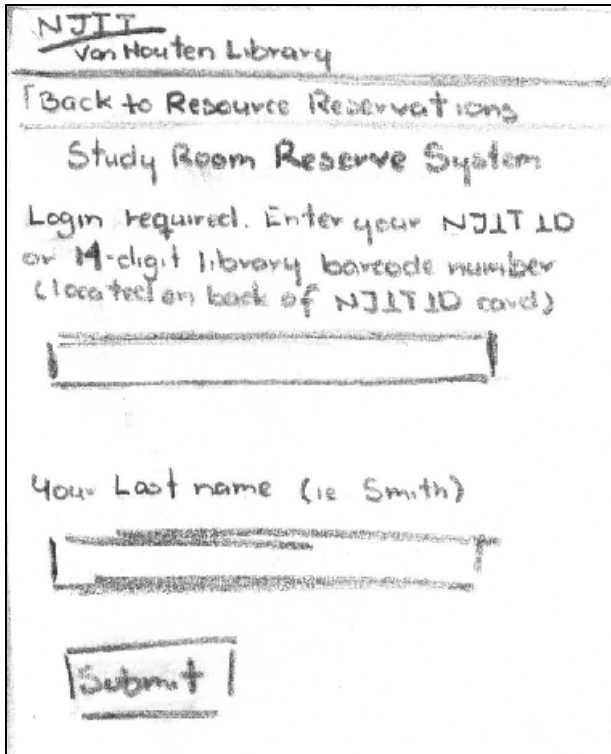 NJIT
Van Houten Library
Back to Resource Reservations
Study Room Reserve System
Login required. Enter your NJIT ID
or 14-digit library barcode number
(located on back of NJIT ID card)
Your Last name (ie Smith)
Submit